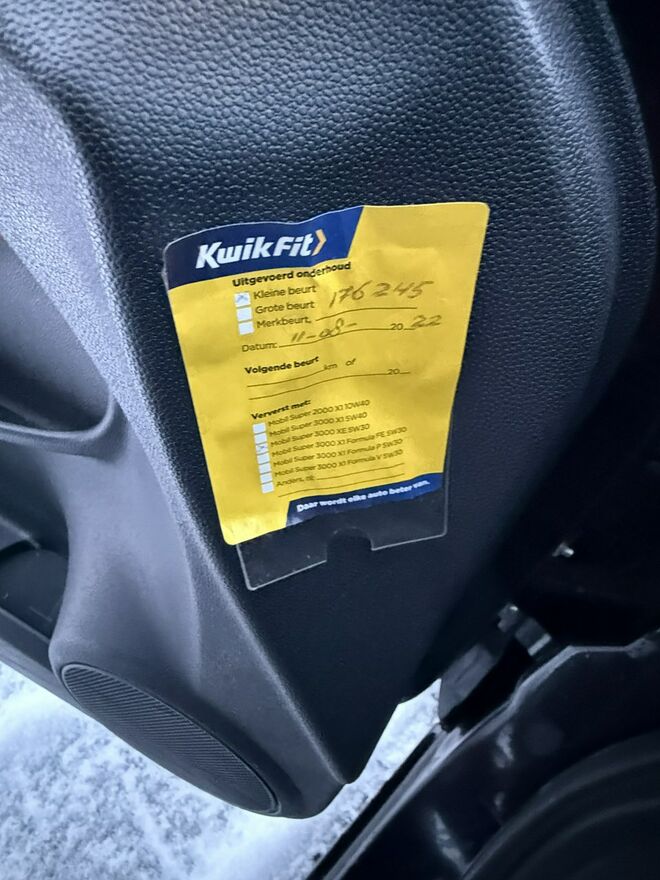 KwikFit
Uitgevoerd onderhoud
Kleine beurt
Grote beurt 176245
Merkbeurt,
Datum: 11-08- 20 22
Volgende beurt
km of 20
Ververst met:
Mobil Super 2000 X1 10W40
Mobil Super 3000 X1 5W40
Mobil Super 3000 XE 5W30
Mobil Super 3000 X1 Formula FE 5W30
Mobil Super 3000 X1 Formula P 5W30
Mobil Super 3000 X1 Formula V 5W30
Anders, nl:
Daar wordt elke auto beter van.